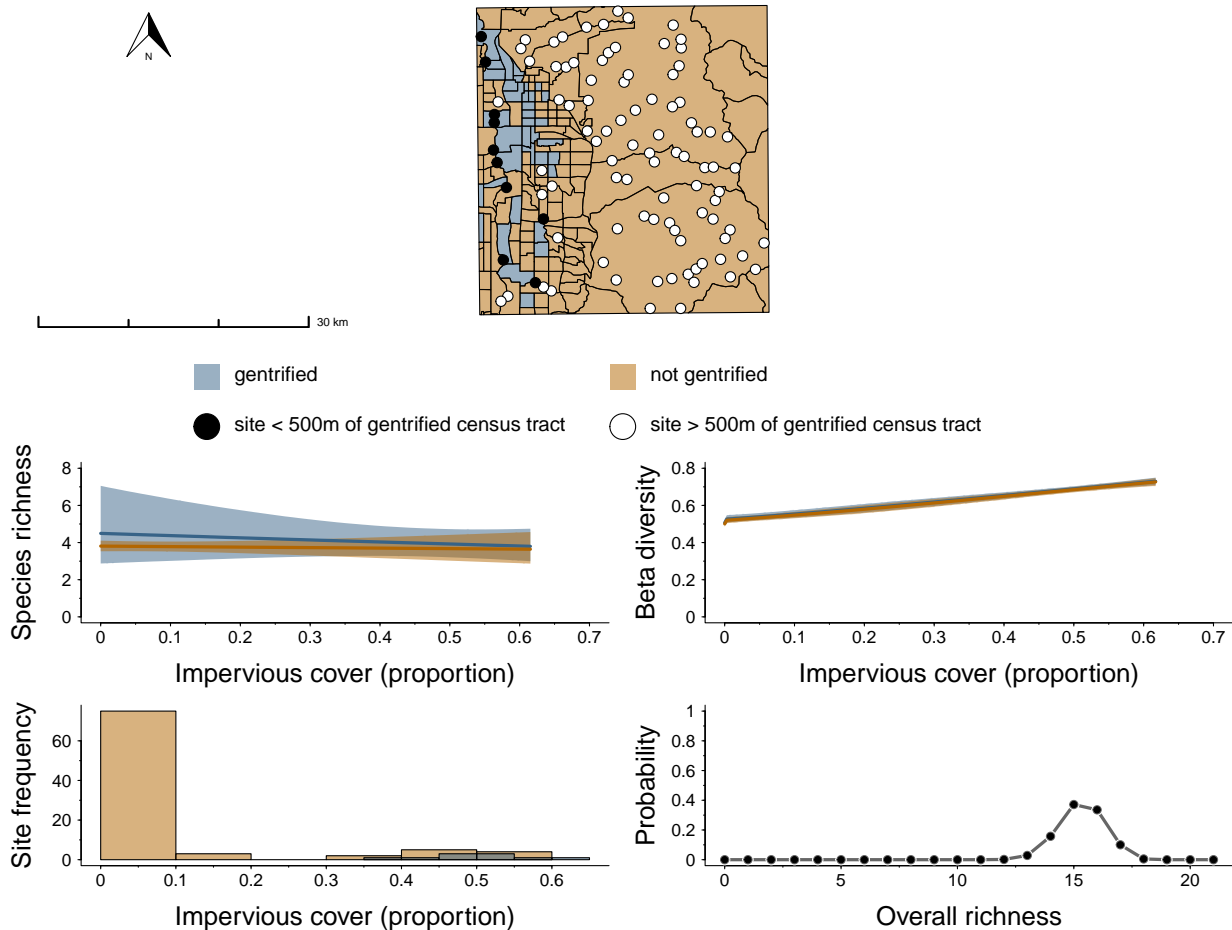 N
30 km
gentrified
not gentrified
site < 500m of gentrified census tract
site > 500m of gentrified census tract
Species richness
8
6
4
2
0
0 0.1 0.2 0.3 0.4 0.5 0.6 0.7
Impervious cover (proportion)
Beta diversity
0.8
0.6
0.4
0.2
0
0 0.1 0.2 0.3 0.4 0.5 0.6 0.7
Impervious cover (proportion)
Site frequency
60
40
20
0
0 0.1 0.2 0.3 0.4 0.5 0.6
Impervious cover (proportion)
Probability
1
0.8
0.6
0.4
0.2
0
0 5 10 15 20
Overall richness